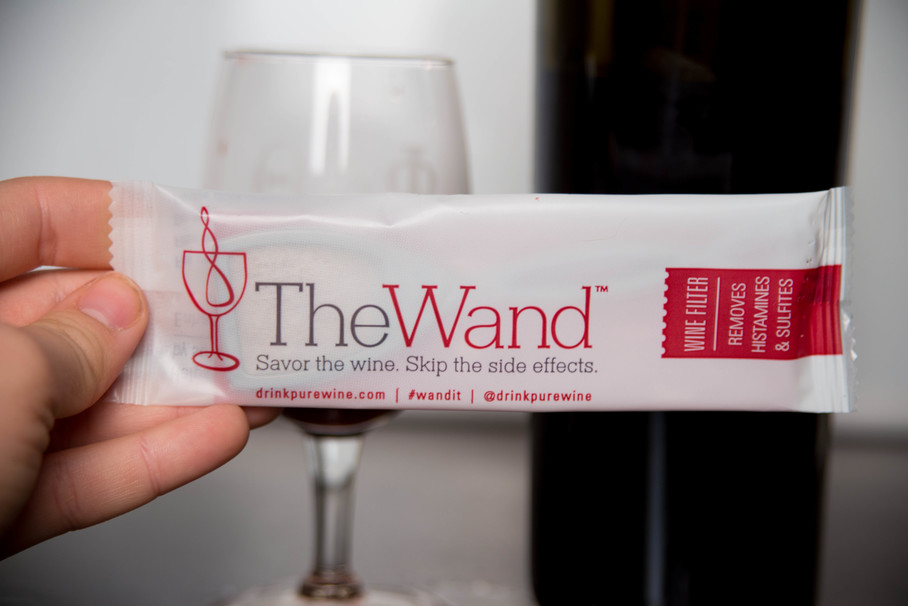 TheWand™
Savor the wine. Skip the side effects.
drinkpurewine.com | #wandit | @drinkpurewine
WINE FILTER
REMOVES
HISTAMINES
& SULFITES